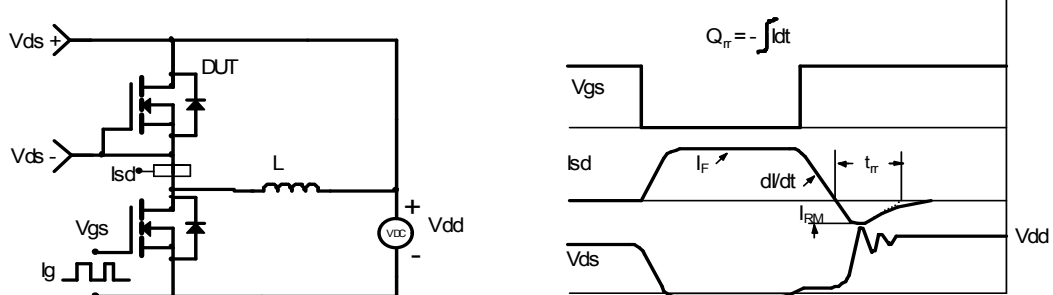 Vds +
DUT
Vds -
Isd
L
Vgs
Ig
+
VDC
-
Vdd
Qrr = - ∫Idt
Vgs
Isd
IF
dI/dt
trr
IRM
Vds
Vdd